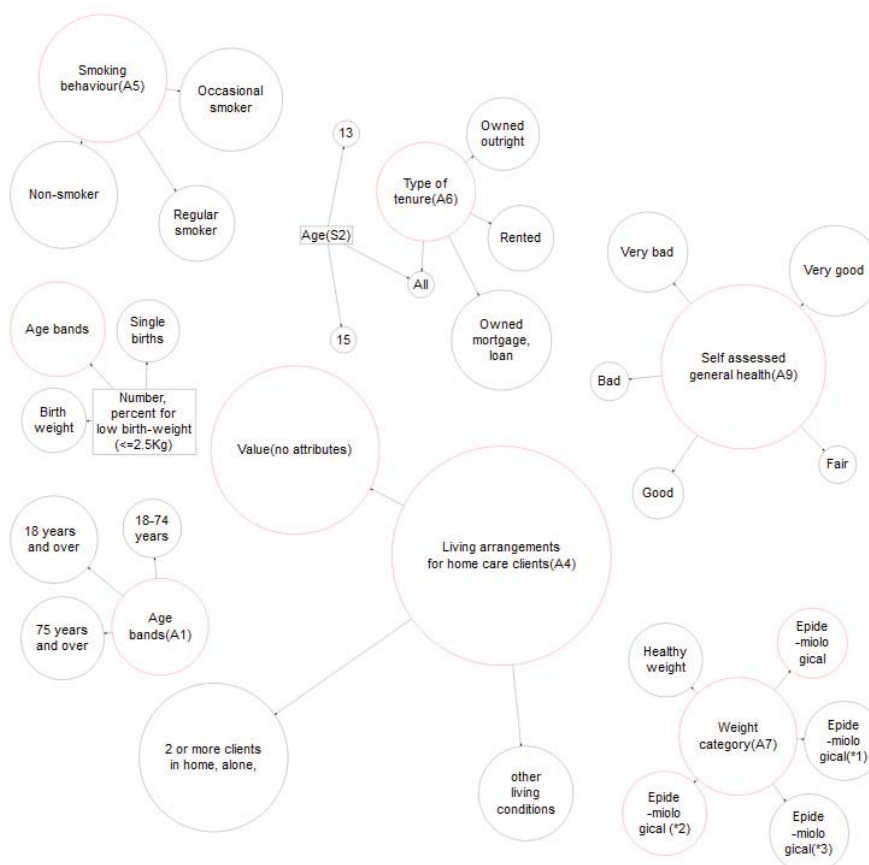 Smoking
behaviour(A5)
Occasional
smoker
Non-smoker
Regular
smoker
13
Owned
outright
Type of
tenure(A6)
Age(S2)
Rented
All
15
Owned
mortgage,
loan
Very bad
Very good
Self assessed
general health(A9)
Bad
Good
Fair
Age bands
Single
births
Birth
weight
Number,
percent for
low birth-weight
(<=2.5Kg)
Value(no attributes)
Living arrangements
for home care clients(A4)
18 years
and over
18-74
years
75 years
and over
Age
bands(A1)
2 or more clients
in home, alone,
other
living
conditions
Healthy
weight
Epide
-miolo
gical
Weight
category(A7)
Epide
-miolo
gical(*1)
Epide
-miolo
gical (*2)
Epide
-miolo
gical(*3)